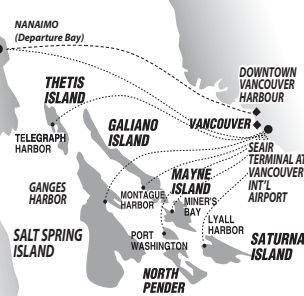 NANAIMO
(Departure Bay)
DOWNTOWN
VANCOUVER
HARBOUR
THETIS
ISLAND
GALIANO
ISLAND
VANCOUVER
TELEGRAPH
HARBOR
SEAIR
TERMINAL AT
VANCOUVER
INT'L
AIRPORT
GANGES
HARBOR
MAYNE
ISLAND
MONTAGUE
HARBOR
MINER'S
BAY
LYALL
HARBOR
SALT SPRING
ISLAND
PORT
WASHINGTON
SATURNA
ISLAND
NORTH
PENDER